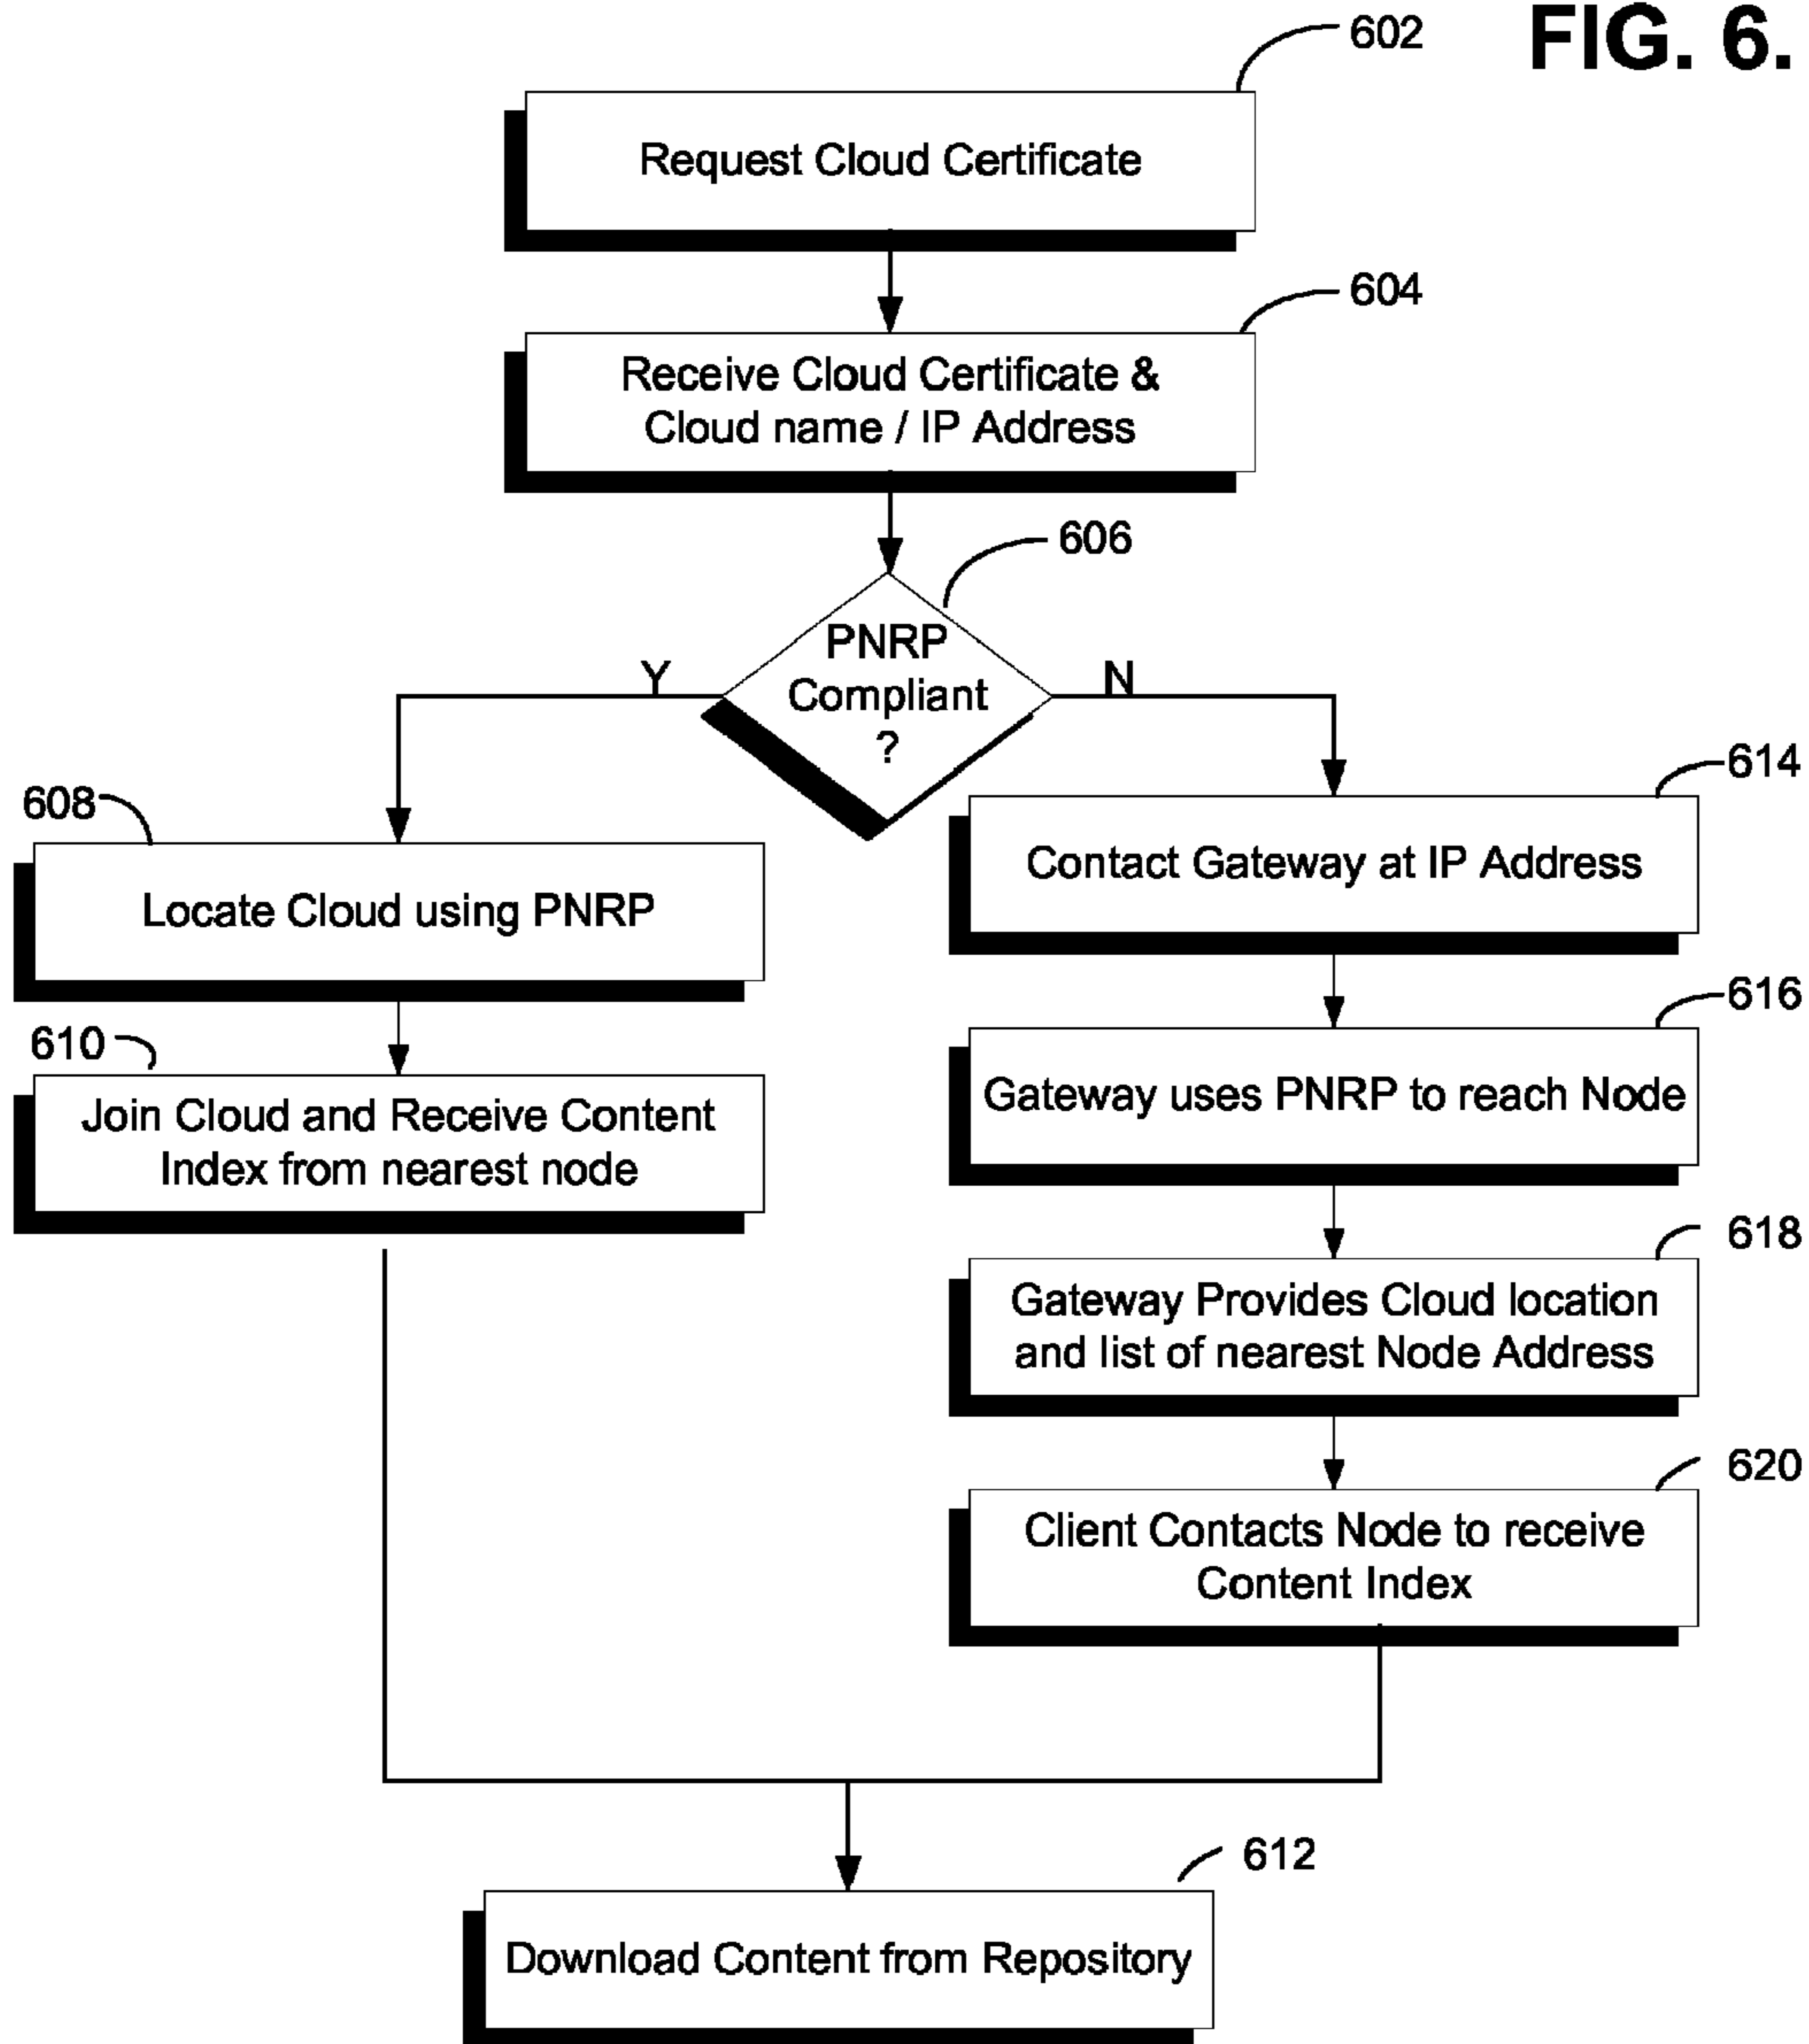 FIG. 6.
602
Request Cloud Certificate
604
Receive Cloud Certificate &
Cloud name / IP Address
606
PNRP
Compliant
?
Y
N
608
Locate Cloud using PNRP
610
Join Cloud and Receive Content
Index from nearest node
614
Contact Gateway at IP Address
616
Gateway uses PNRP to reach Node
618
Gateway Provides Cloud location
and list of nearest Node Address
620
Client Contacts Node to receive
Content Index
612
Download Content from Repository